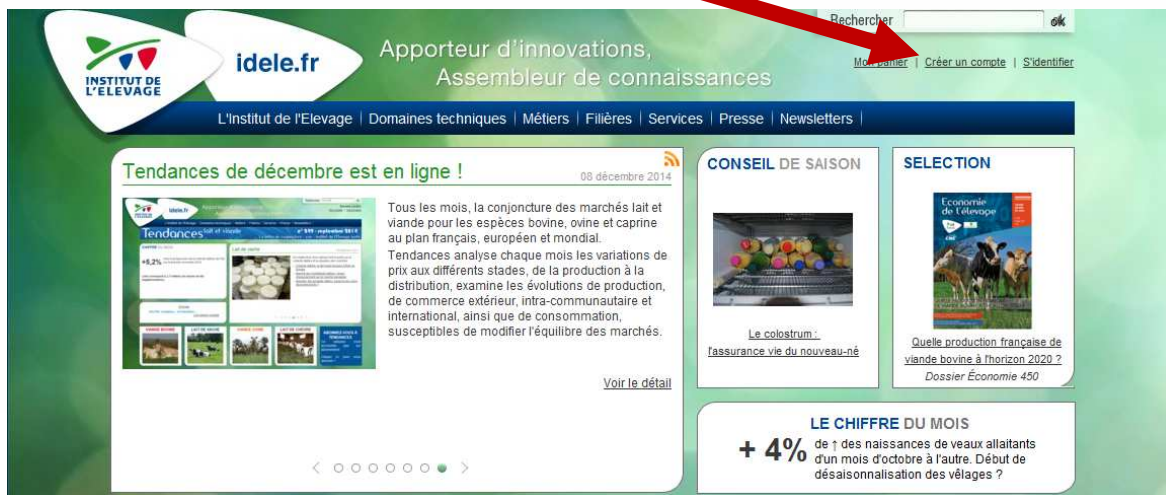 Rechercher
ok
INSTITUT DE
L'ELEVAGE
idele.fr
Apporteur d'innovations,
Assembleur de connaissances
Mon panier | Créer un compte | S'identifier
L'Institut de l'Elevage | Domaines techniques | Métiers | Filières | Services | Presse | Newsletters |
Tendances de décembre est en ligne !
08 décembre 2014
Tendances lait et viande
+5,2%
Tous les mois, la conjoncture des marchés lait et
viande pour les espèces bovine, ovine et caprine
au plan français, européen et mondial.
Tendances analyse chaque mois les variations de
prix aux différents stades, de la production à la
distribution, examine les évolutions de production,
de commerce extérieur, intra-communautaire et
international, ainsi que de consommation,
susceptibles de modifier l'équilibre des marchés.
Voir le détail
CONSEIL DE SAISON
Le colostrum :
l'assurance vie du nouveau-né
SELECTION
Economie
de l'élevage
Quelle production française de
viande bovine à l'horizon 2020 ?
Dossier Économie 450
LE CHIFFRE DU MOIS
+ 4% de ↑ des naissances de veaux allaitants
d'un mois d'octobre à l'autre. Début de
désaisonnalisation des vêlages ?